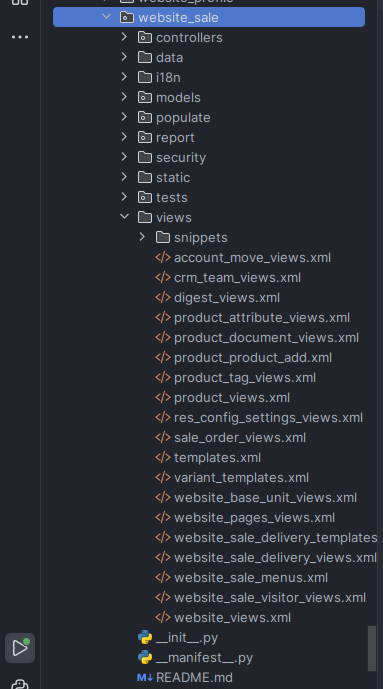 website_profile
website_sale
controllers
data
i18n
models
populate
report
security
static
tests
views
snippets
account_move_views.xml
crm_team_views.xml
digest_views.xml
product_attribute_views.xml
product_document_views.xml
product_product_add.xml
product_tag_views.xml
product_views.xml
res_config_settings_views.xml
sale_order_views.xml
templates.xml
variant_templates.xml
website_base_unit_views.xml
website_pages_views.xml
website_sale_delivery_templates
website_sale_delivery_views.xml
website_sale_menus.xml
website_sale_visitor_views.xml
website_views.xml
__init__.py
__manifest__.py
M↓ README.md